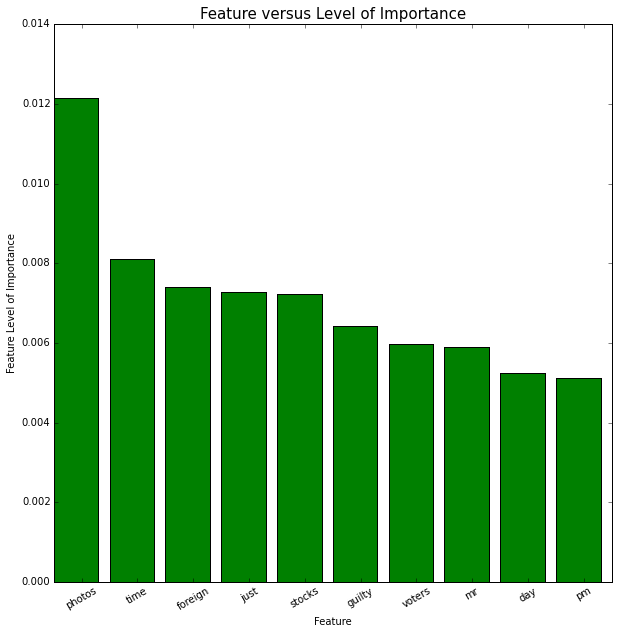 Feature versus Level of Importance
Feature Level of Importance
0.014
0.012
0.010
0.008
0.006
0.004
0.002
0.000
photos time foreign just stocks guilty voters mr day pm
Feature